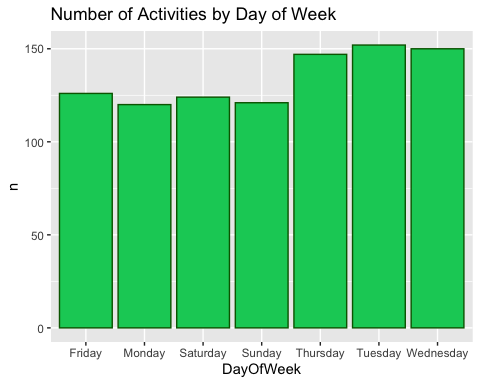 Number of Activities by Day of Week
150
100
50
0
n
Friday Monday Saturday Sunday Thursday Tuesday Wednesday
DayOfWeek